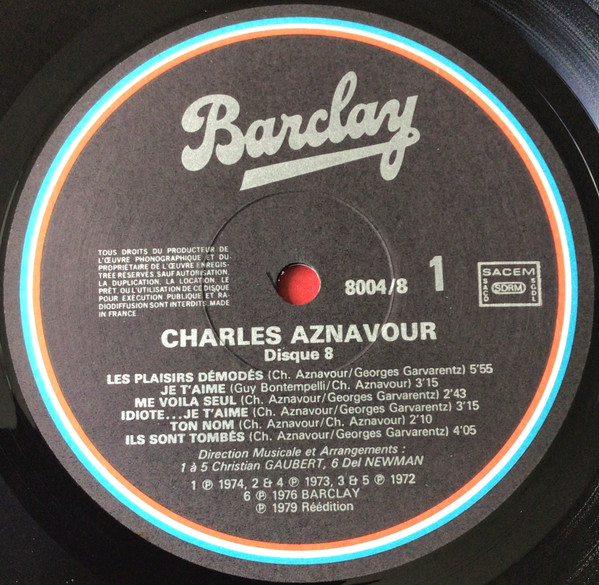 Barclay
TOUS DROITS DU PRODUCTEUR DE
L'ŒUVRE PHONOGRAPHIQUE ET DU
PROPRIÉTAIRE DE L'ŒUVRE ENREGIS-
TRÉE RÉSERVÉS. SAUF AUTORISATION,
LA DUPLICATION, LA LOCATION, LE
PRÊT, OU L'UTILISATION DE CE DISQUE
POUR EXÉCUTION PUBLIQUE ET RA-
DIODIFFUSION SONT INTERDITS. MADE
IN FRANCE
8004/8 1
SACEM
SACD SDRM SGDL
CHARLES AZNAVOUR
Disque 8
LES PLAISIRS DÉMODÉS (Ch. Aznavour/Georges Garvarentz) 5'55
JE T'AIME (Guy Bontempelli/Ch. Aznavour) 3'15
ME VOILA SEUL (Ch. Aznavour/Georges Garvarentz) 2'43
IDIOTE...JE T'AIME (Ch. Aznavour/Georges Garvarentz) 3'15
TON NOM (Ch. Aznavour/Ch. Aznavour) 2'10
ILS SONT TOMBÉS (Ch. Aznavour/Georges Garvarentz) 4'05
Direction Musicale et Arrangements :
1 à 5 Christian GAUBERT, 6 Del NEWMAN
1 ℗ 1974, 2 & 4 ℗ 1973, 3 & 5 ℗ 1972
6 ℗ 1976 BARCLAY
℗ 1979 Réédition